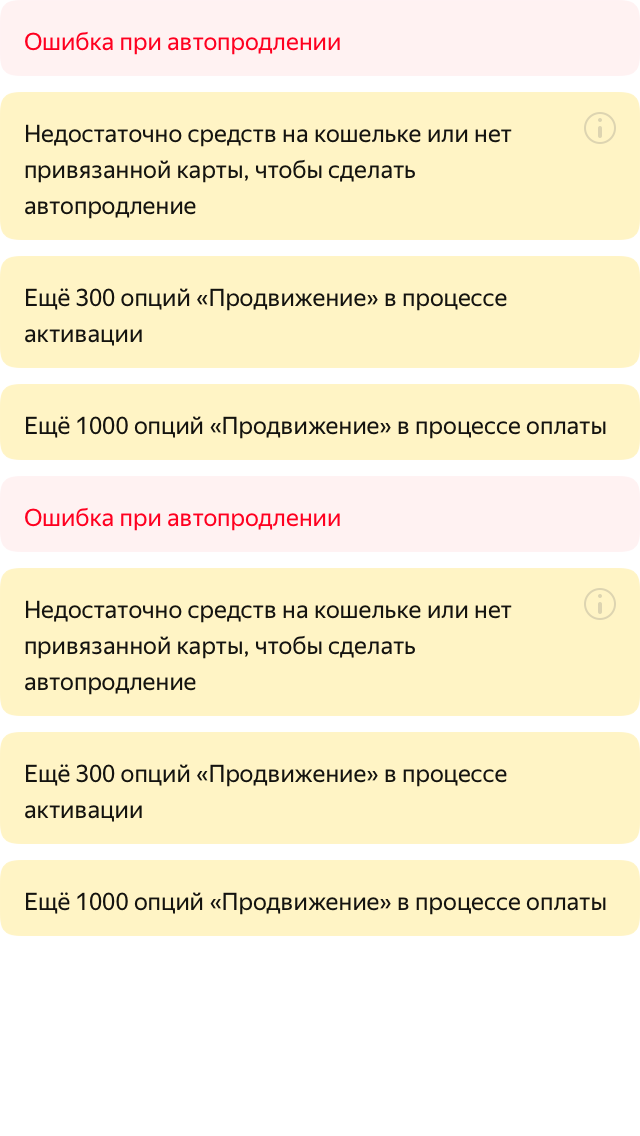 Ошибка при автопродлении
Недостаточно средств на кошельке или нет
привязанной карты, чтобы сделать
автопродление
Ещё 300 опций «Продвижение» в процессе
активации
Ещё 1000 опций «Продвижение» в процессе оплаты
Ошибка при автопродлении
Недостаточно средств на кошельке или нет
привязанной карты, чтобы сделать
автопродление
Ещё 300 опций «Продвижение» в процессе
активации
Ещё 1000 опций «Продвижение» в процессе оплаты